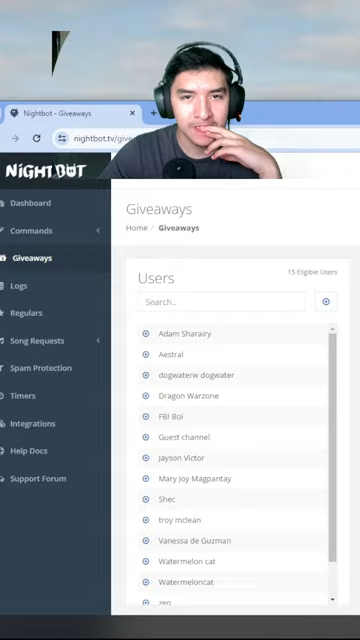 Nightbot - Giveaways
nightbot.tv/give
NIGHTBOT
Dashboard
Commands
Giveaways
Logs
Regulars
Song Requests
Spam Protection
Timers
Integrations
Help Docs
Support Forum
Giveaways
Home / Giveaways
Users
15 Eligible Users
Search...
Adam Sharairy
Aestral
dogwaterw dogwater
Dragon Warzone
FBI Boi
Guest channel
Jayson Victor
Mary Joy Magpantay
Shec
troy mclean
Vanessa de Guzman
Watermelon cat
Watermeloncat
zen